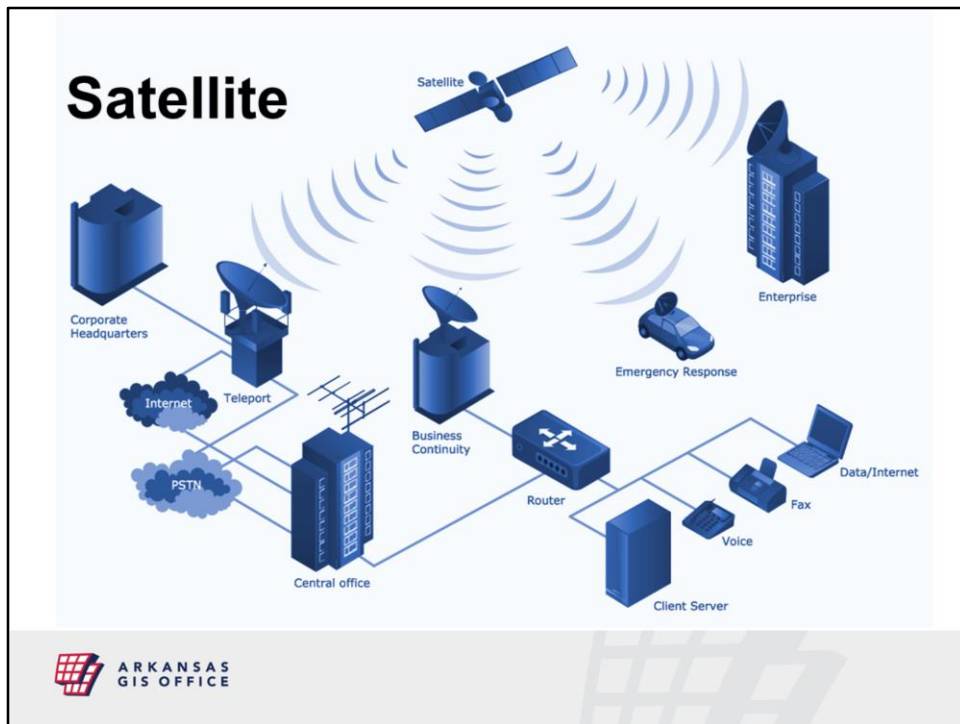 Satellite
Satellite
Enterprise
Corporate
Headquarters
Teleport
Internet
PSTN
Emergency Response
Business
Continuity
Router
Data/Internet
Fax
Voice
Central office
Client Server
ARKANSAS
GIS OFFICE